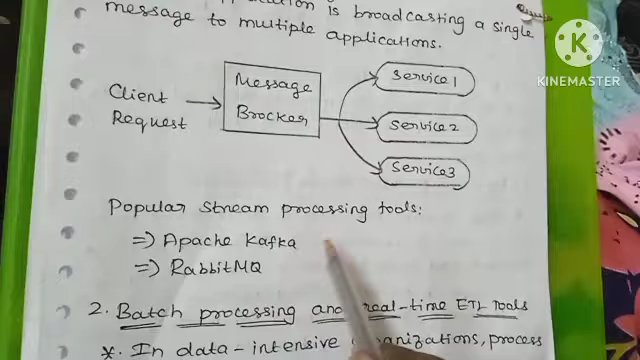 is broadcasting a single
message to multiple applications.
KINEMASTER
Client
Request
Message
Brocker
Service 1
Service 2
Service 3
Popular stream processing tools:
=) Apache Kafka
=) RabbitMQ
2. Batch processing and real-time ETL Tools
*. In data-intensive organizations, process